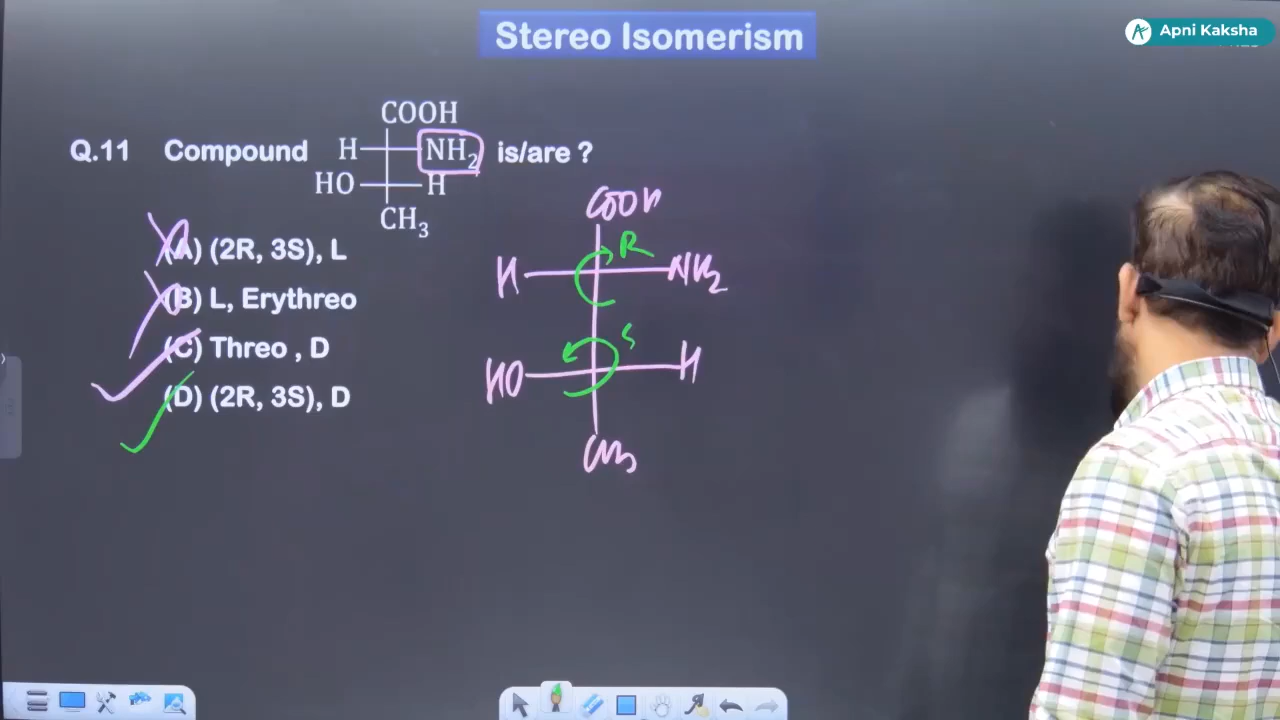 Stereo Isomerism
Apni Kaksha
COOH
Q.11 Compound H NH₂ is/are ?
HO H
CH₃
(A) (2R, 3S), L
(B) L, Erythreo
(C) Threo , D
(D) (2R, 3S), D
COOH
R
H NH₂
S
HO H
CH₃